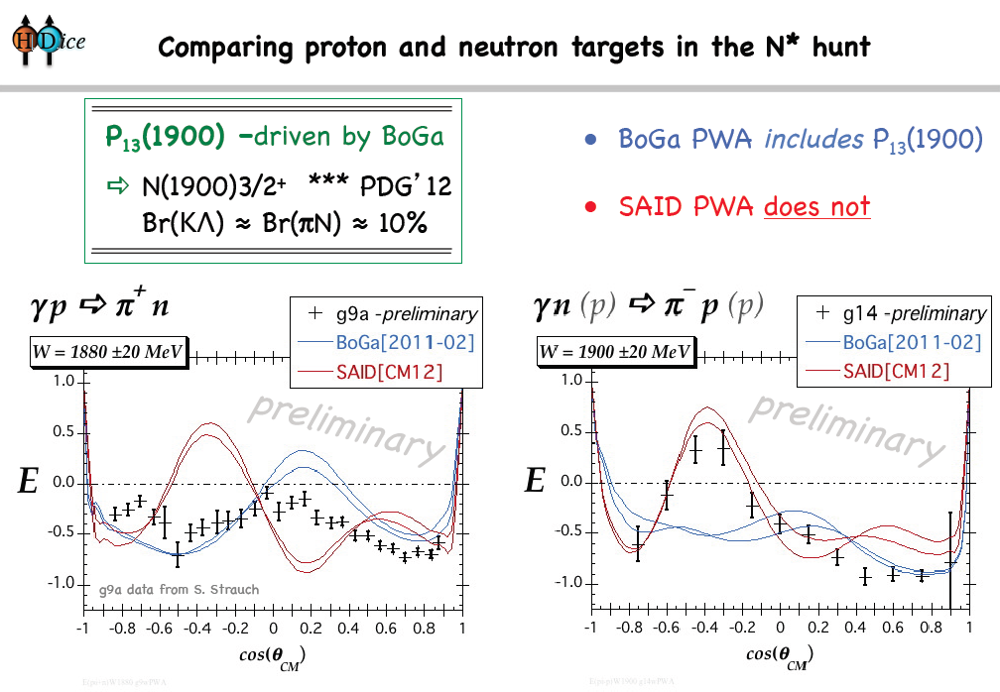 HDice
Comparing proton and neutron targets in the N* hunt
P13(1900) –driven by BoGa
⇨ N(1900)3/2⁺ *** PDG'12
Br(KΛ) ≈ Br(πN) ≈ 10%
• BoGa PWA includes P13(1900)
• SAID PWA does not
γp ⇨ π⁺ n
W = 1880 ±20 MeV
g9a -preliminary
BoGa[2011-02]
SAID[CM12]
preliminary
1.0
0.5
0.0
-0.5
-1.0
E
g9a data from S. Strauch
-1 -0.8 -0.6 -0.4 -0.2 0 0.2 0.4 0.6 0.8 1
cos(θCM)
γn (p) ⇨ π⁻ p (p)
W = 1900 ±20 MeV
g14 -preliminary
BoGa[2011-02]
SAID[CM12]
preliminary
1.0
0.5
0.0
-0.5
-1.0
E
-1 -0.8 -0.6 -0.4 -0.2 0 0.2 0.4 0.6 0.8 1
cos(θCM)